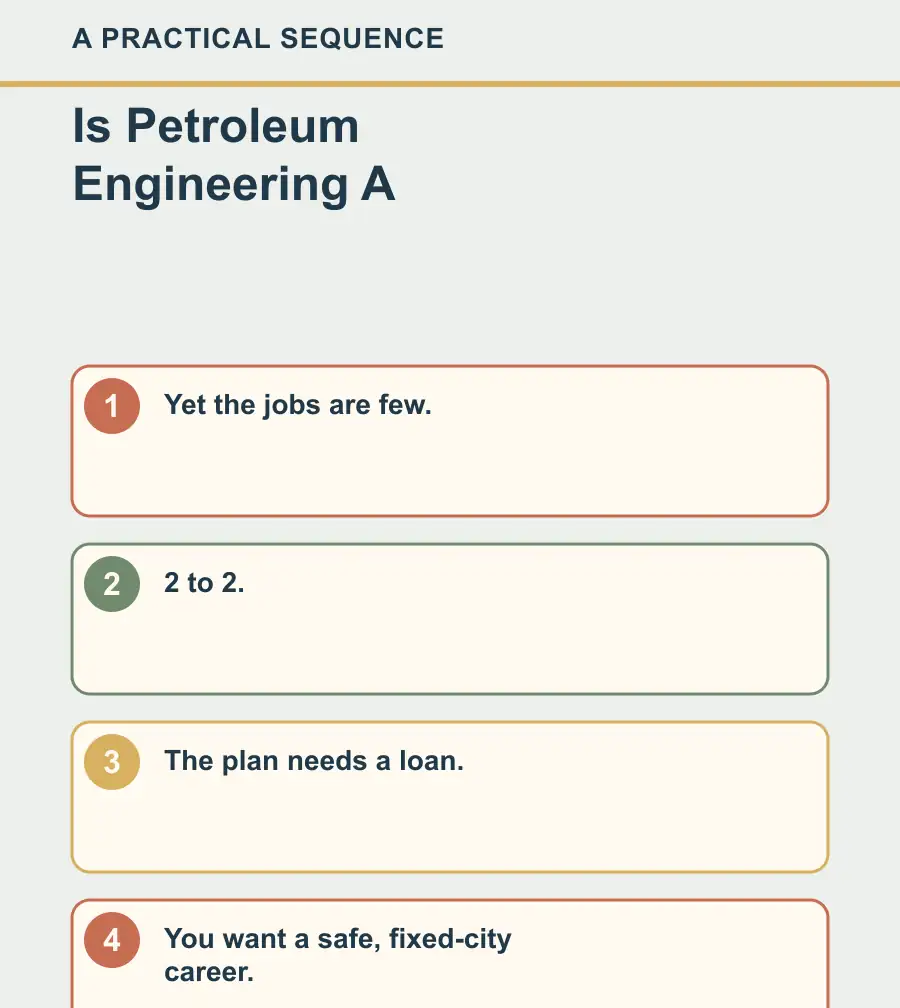 A PRACTICAL SEQUENCE
Is Petroleum
Engineering A
1
Yet the jobs are few.
2
2 to 2.
3
The plan needs a loan.
4
You want a safe, fixed-city
career.